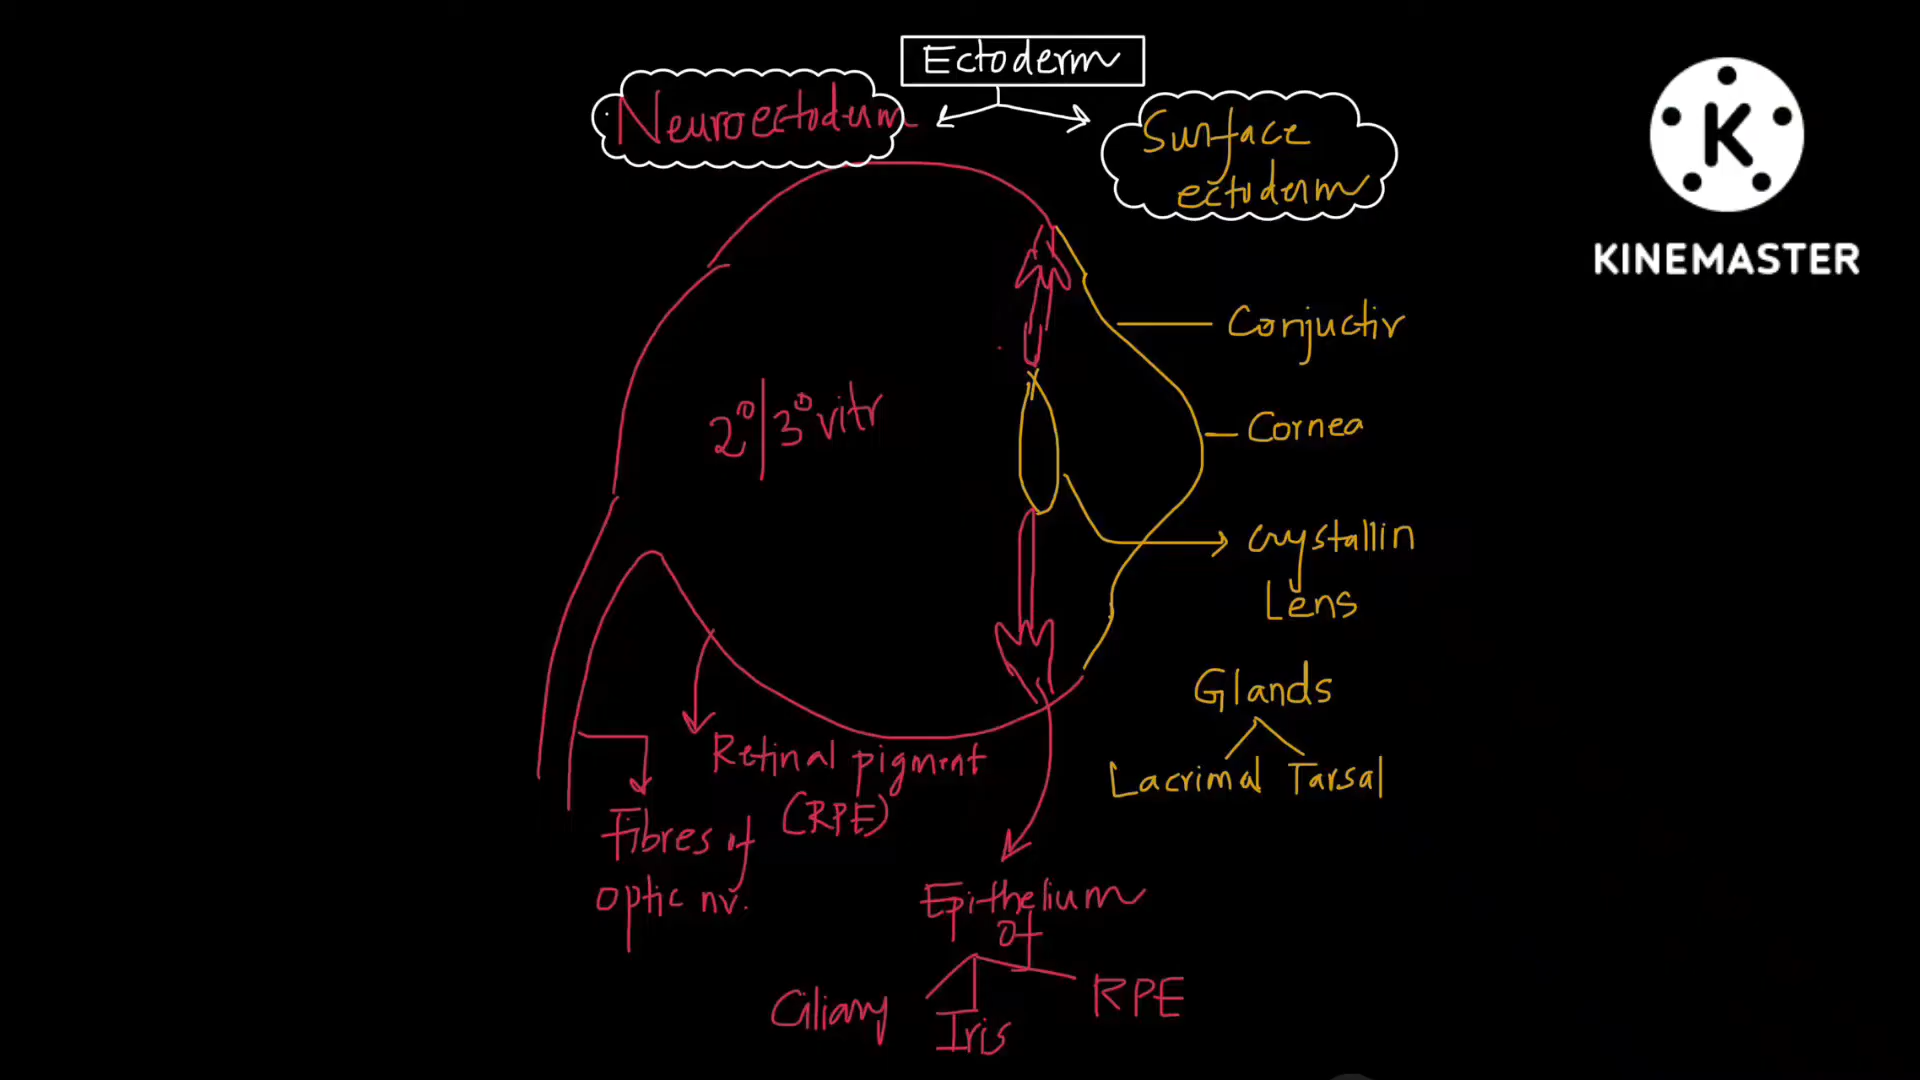 Ectoderm
Neuroectoderm
Surface
ectoderm
K
KINEMASTER
Conjuctiv
2° | 3° vitr
Cornea
Crystallin
Lens
Glands
Lacrimal Tarsal
Retinal pigment
(RPE)
Fibres of
optic nv.
Epithelium
of
Ciliary
Iris
RPE